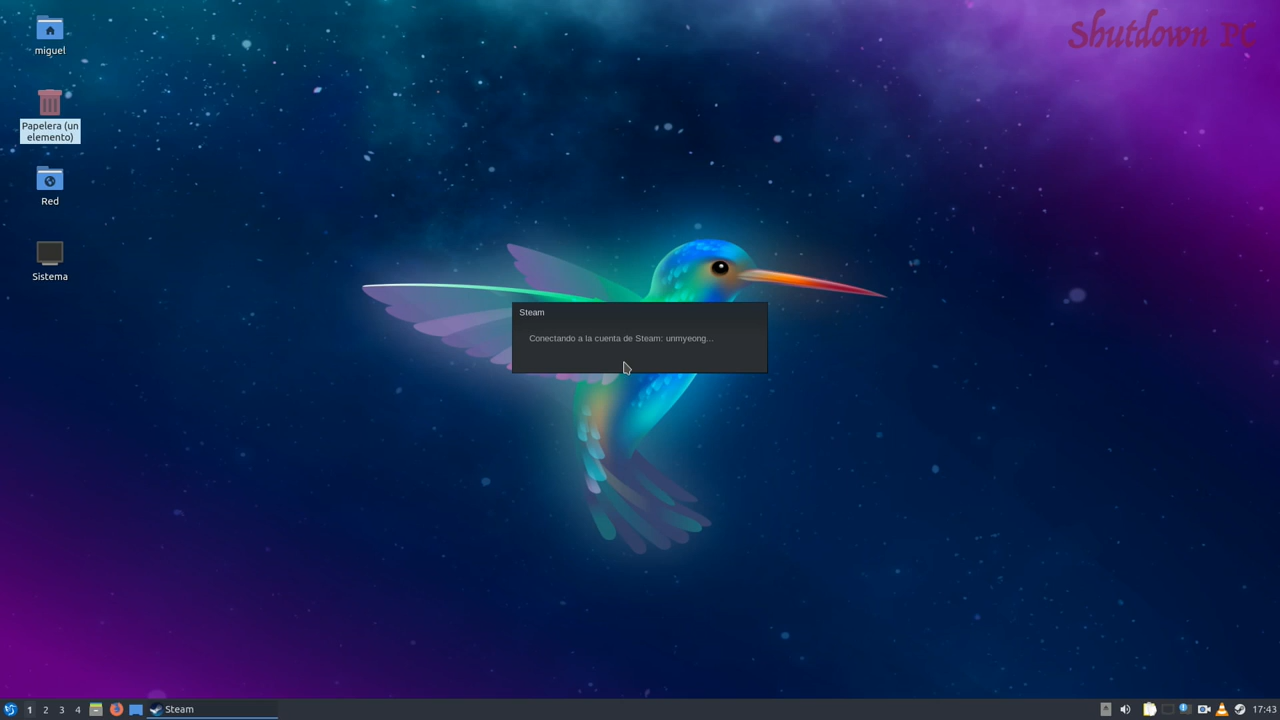 Shutdown PC
miguel
Papelera (un
elemento)
Red
Sistema
Steam
Conectando a la cuenta de Steam: unmyeong...
1 2 3 4 Steam 17:43